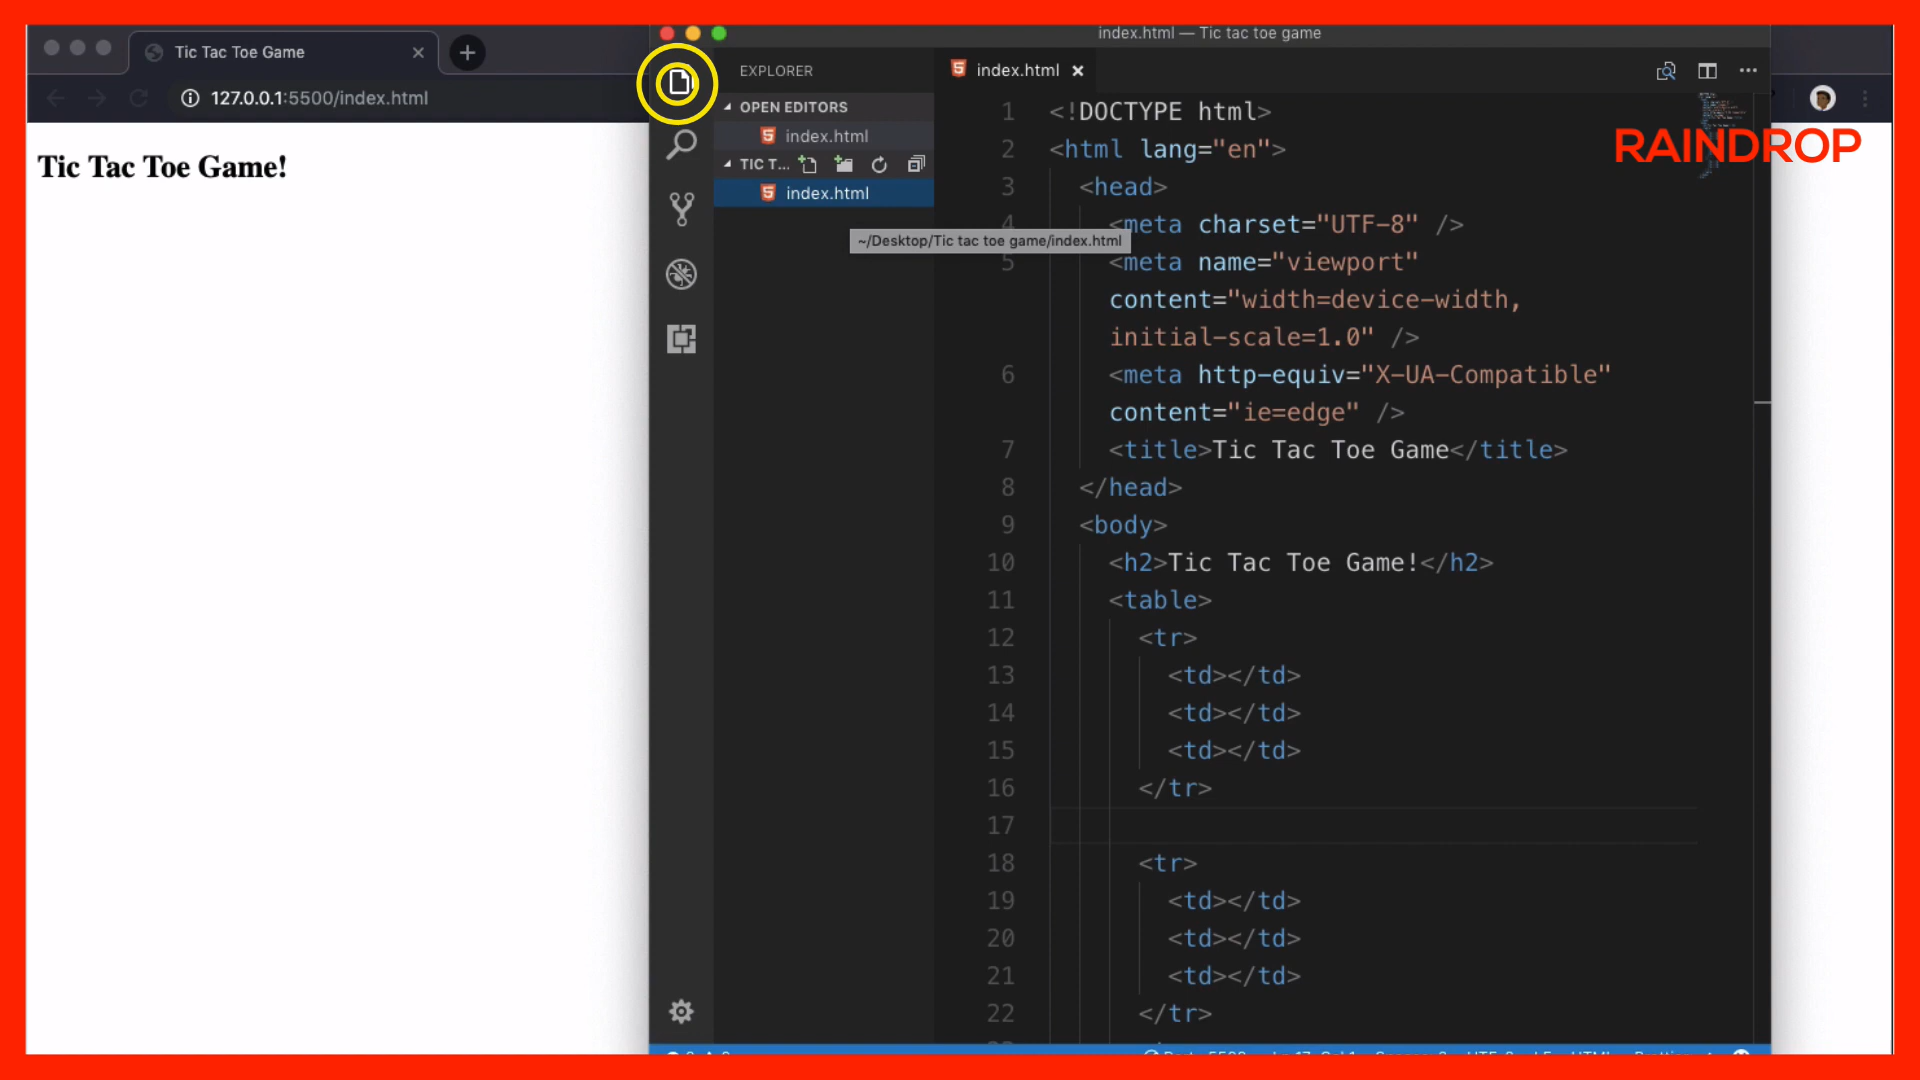 Tic Tac Toe Game
127.0.0.1:5500/index.html
Tic Tac Toe Game!
index.html — Tic tac toe game
EXPLORER
OPEN EDITORS
index.html
TIC T...
index.html
~/Desktop/Tic tac toe game/index.html
index.html
RAINDROP
1 <!DOCTYPE html>
2 <html lang="en">
3 <head>
4 <meta charset="UTF-8" />
5 <meta name="viewport"
content="width=device-width,
initial-scale=1.0" />
6 <meta http-equiv="X-UA-Compatible"
content="ie=edge" />
7 <title>Tic Tac Toe Game</title>
8 </head>
9 <body>
10 <h2>Tic Tac Toe Game!</h2>
11 <table>
12 <tr>
13 <td></td>
14 <td></td>
15 <td></td>
16 </tr>
17
18 <tr>
19 <td></td>
20 <td></td>
21 <td></td>
22 </tr>